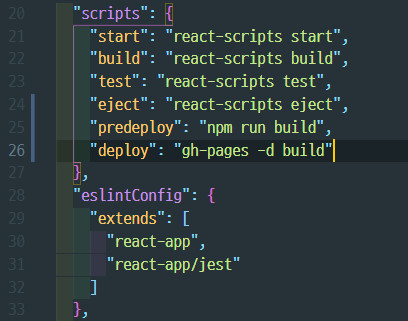 20 "scripts": {
21 "start": "react-scripts start",
22 "build": "react-scripts build",
23 "test": "react-scripts test",
24 "eject": "react-scripts eject",
25 "predeploy": "npm run build",
26 "deploy": "gh-pages -d build"
27 },
28 "eslintConfig": {
29 "extends": [
30 "react-app",
31 "react-app/jest"
32 ]
33 },